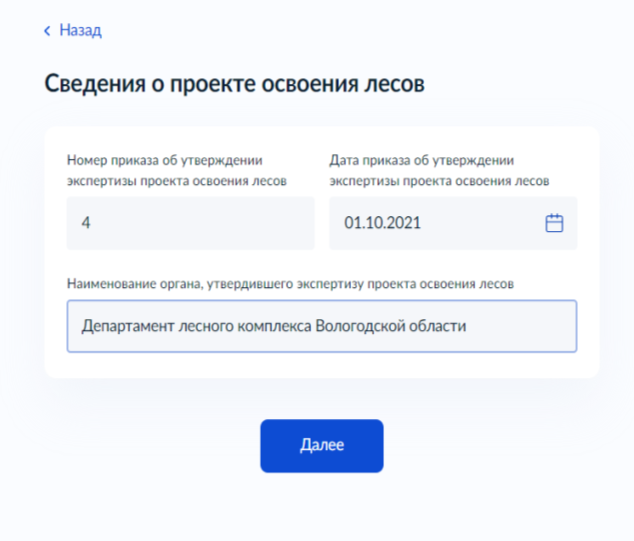 Назад
Сведения о проекте освоения лесов
Номер приказа об утверждении
экспертизы проекта освоения лесов
4
Дата приказа об утверждении
экспертизы проекта освоения лесов
01.10.2021
Наименование органа, утвердившего экспертизу проекта освоения лесов
Департамент лесного комплекса Вологодской области
Далее